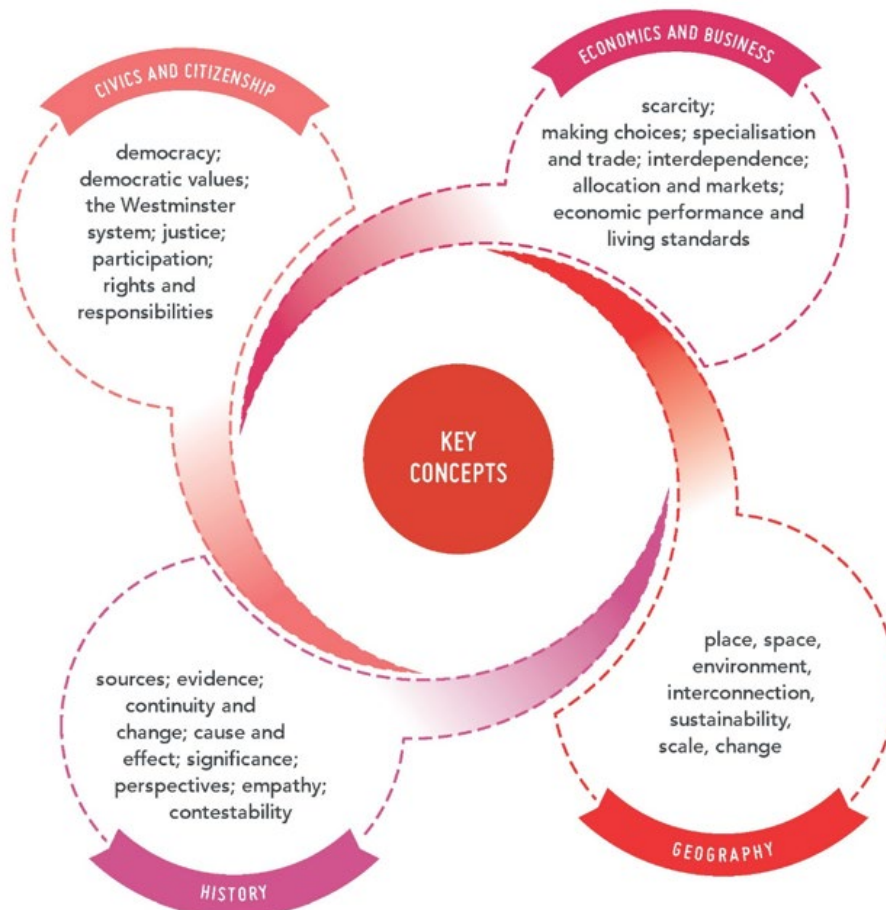 CIVICS AND CITIZENSHIP
democracy;
democratic values;
the Westminster
system; justice;
participation;
rights and
responsibilities
ECONOMICS AND BUSINESS
scarcity;
making choices; specialisation
and trade; interdependence;
allocation and markets;
economic performance and
living standards
KEY
CONCEPTS
sources; evidence;
continuity and
change; cause and
effect; significance;
perspectives; empathy;
contestability
HISTORY
place, space,
environment,
interconnection,
sustainability,
scale, change
GEOGRAPHY